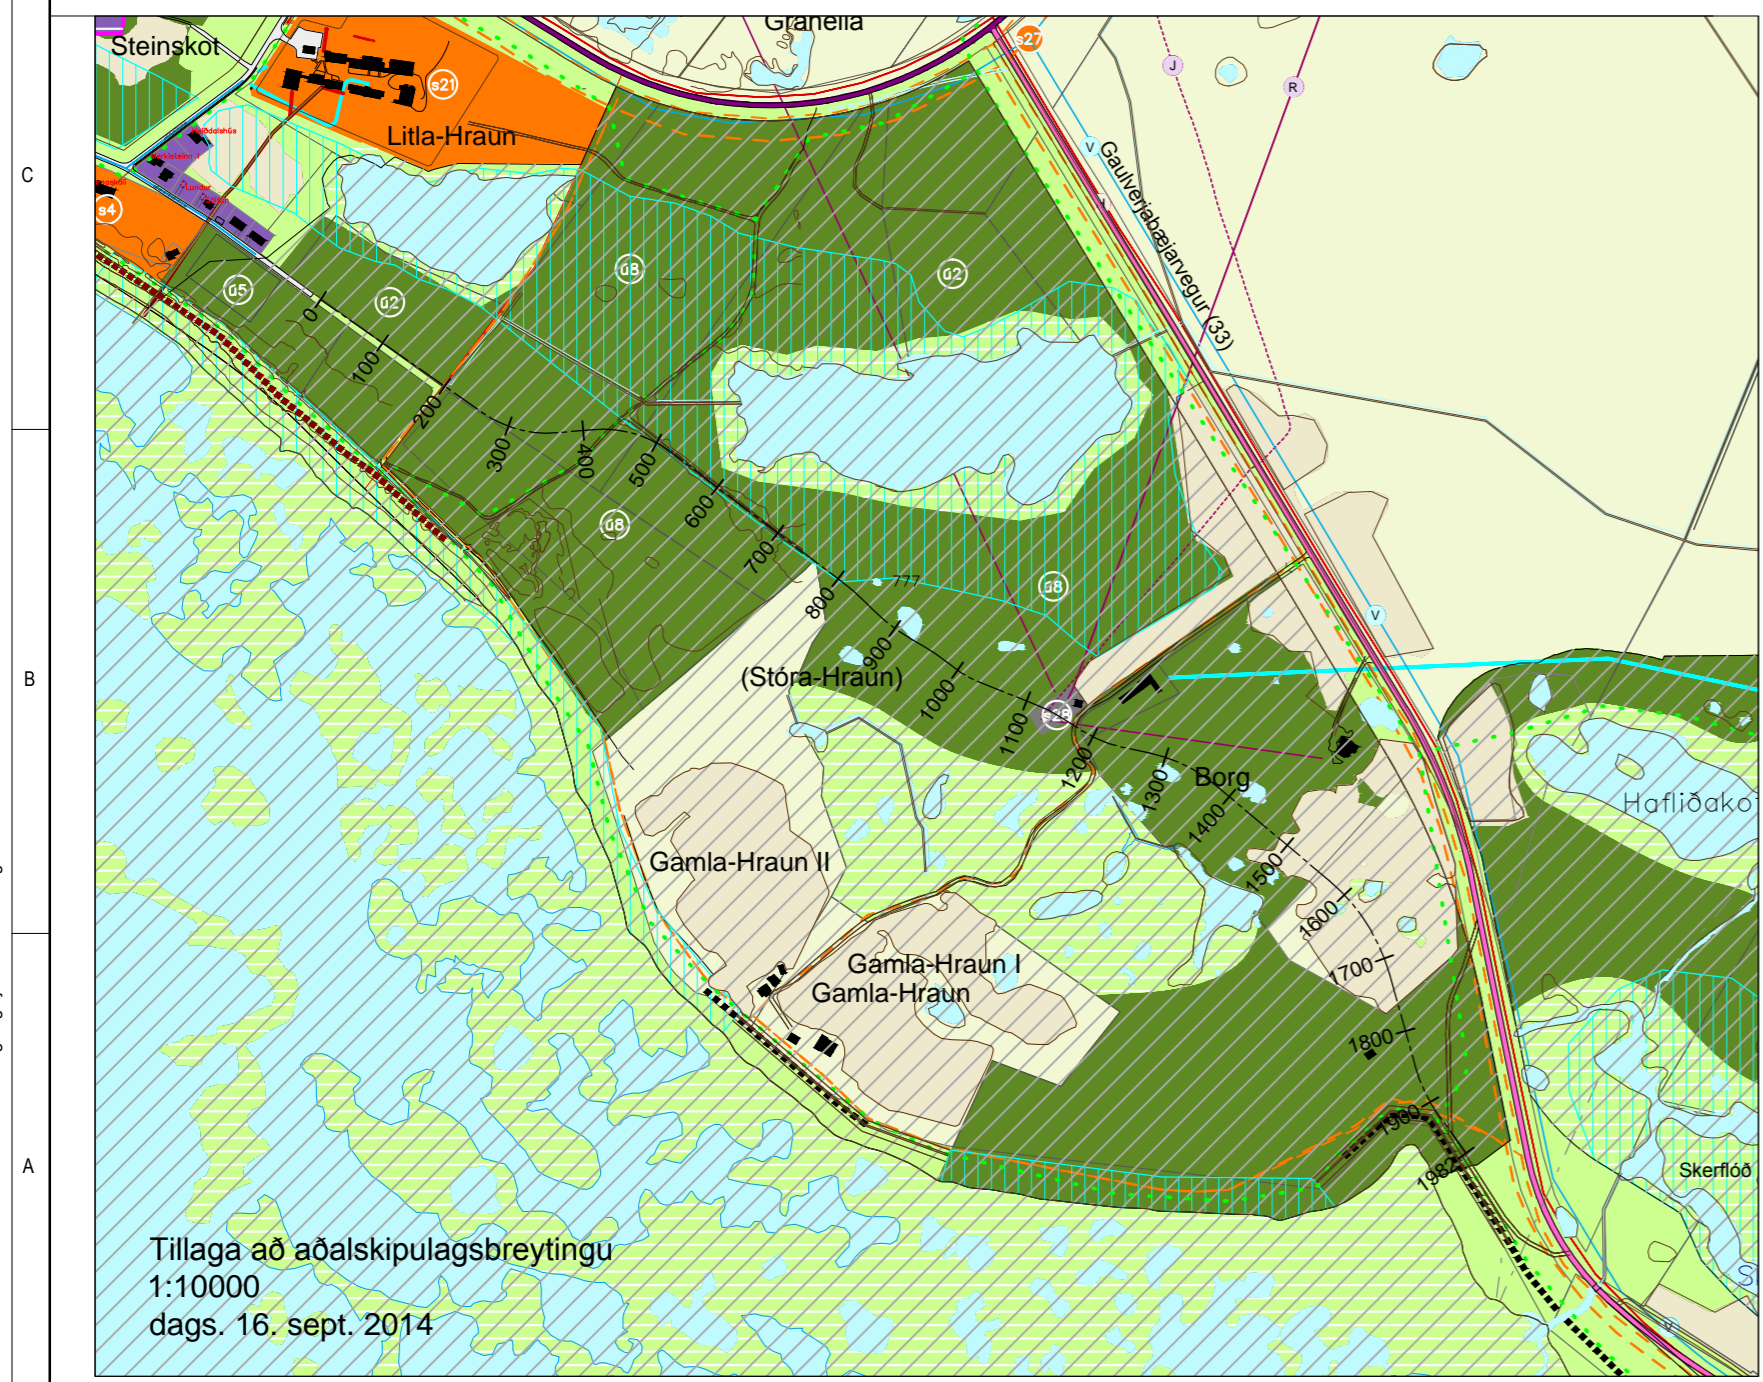 Steinskot
Granella
s27
s21
Litla-Hraun
J
R
V
Gaulverjabæjarvegur (33)
C
s4
Lundur
ú5
ú2
ú8
ú2
0
100
200
300
400
500
600
700
800
777
900
1000
1100
1200
1300
1400
1500
1600
1700
1800
1900
1982
ú8
ú8
V
B
(Stóra-Hraun)
Borg
Hafliðako
Gamla-Hraun II
Gamla-Hraun I
Gamla-Hraun
A
Skerflóð
S
V
Tillaga að aðalskipulagsbreytingu
1:10000
dags. 16. sept. 2014